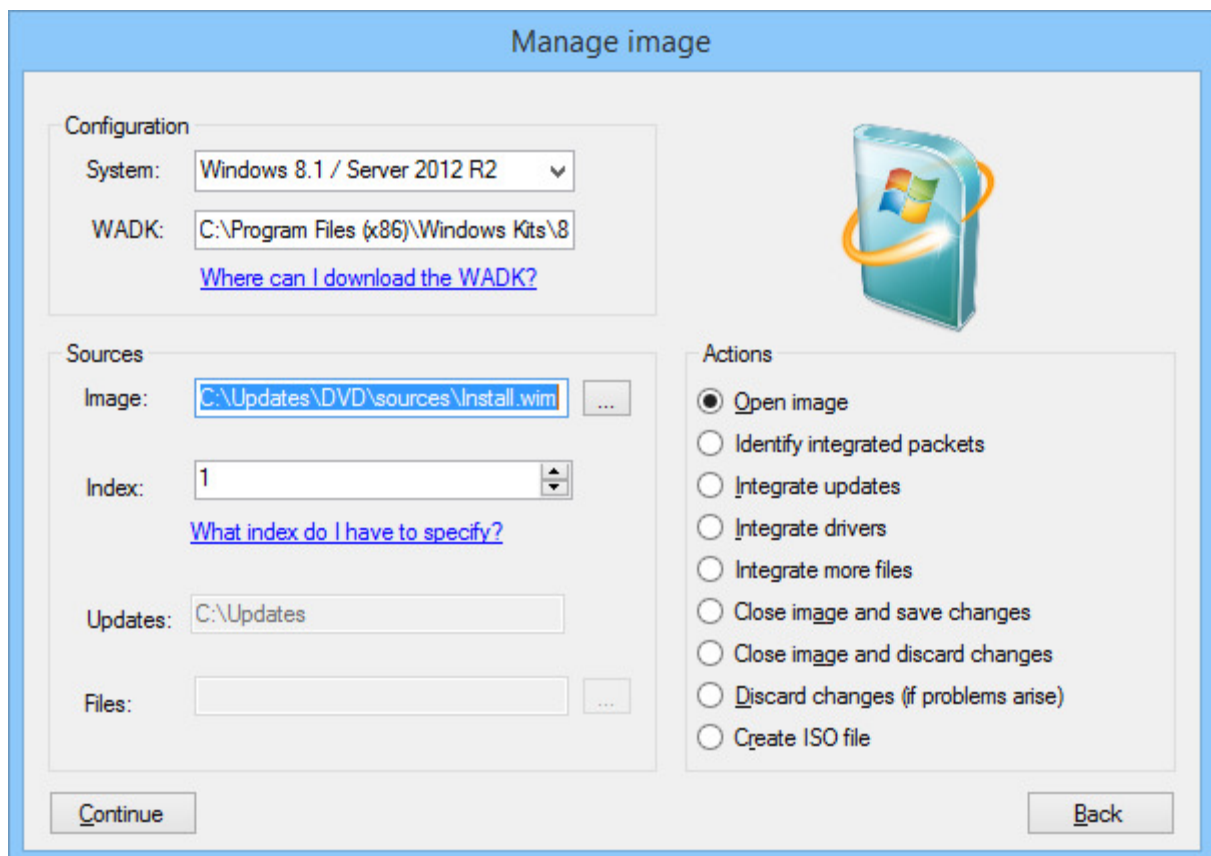 Manage image
Configuration
System: Windows 8.1 / Server 2012 R2
WADK: C:\Program Files (x86)\Windows Kits\8
Where can I download the WADK?
Sources
Image: C:\Updates\DVD\sources\Install.wim ...
Index: 1
What index do I have to specify?
Updates: C:\Updates
Files: ...
Actions
Open image
Identify integrated packets
Integrate updates
Integrate drivers
Integrate more files
Close image and save changes
Close image and discard changes
Discard changes (if problems arise)
Create ISO file
Continue
Back